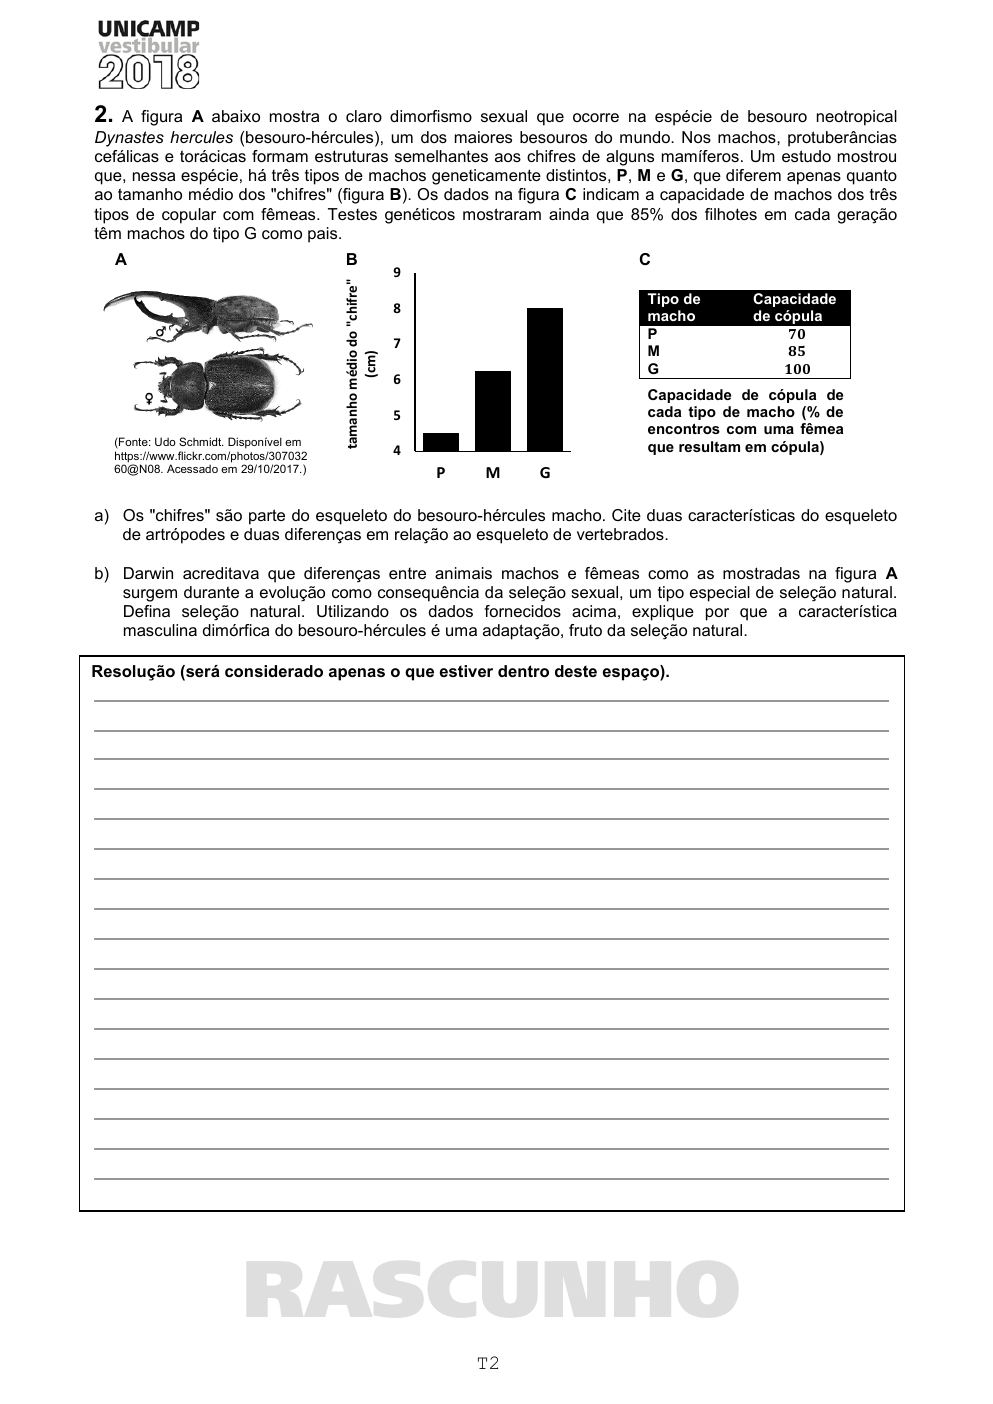 UNICAMP
vestibular
2018
2. A figura A abaixo mostra o claro dimorfismo sexual que ocorre na espécie de besouro neotropical
Dynastes hercules (besouro-hércules), um dos maiores besouros do mundo. Nos machos, protuberâncias
cefálicas e torácicas formam estruturas semelhantes aos chifres de alguns mamíferos. Um estudo mostrou
que, nessa espécie, há três tipos de machos geneticamente distintos, P, M e G, que diferem apenas quanto
ao tamanho médio dos "chifres" (figura B). Os dados na figura C indicam a capacidade de machos dos três
tipos de copular com fêmeas. Testes genéticos mostraram ainda que 85% dos filhotes em cada geração
têm machos do tipo G como pais.
A
♂
♀
(Fonte: Udo Schmidt. Disponível em
https://www.flickr.com/photos/307032
60@N08. Acessado em 29/10/2017.)
B
tamanho médio do "chifre"
(cm)
9
8
7
6
5
4
P M G
C
Tipo de macho Capacidade de cópula
P 70
M 85
G 100
Capacidade de cópula de
cada tipo de macho (% de
encontros com uma fêmea
que resultam em cópula)
a) Os "chifres" são parte do esqueleto do besouro-hércules macho. Cite duas características do esqueleto
de artrópodes e duas diferenças em relação ao esqueleto de vertebrados.
b) Darwin acreditava que diferenças entre animais machos e fêmeas como as mostradas na figura A
surgem durante a evolução como consequência da seleção sexual, um tipo especial de seleção natural.
Defina seleção natural. Utilizando os dados fornecidos acima, explique por que a característica
masculina dimórfica do besouro-hércules é uma adaptação, fruto da seleção natural.
Resolução (será considerado apenas o que estiver dentro deste espaço).
RASCUNHO
T2